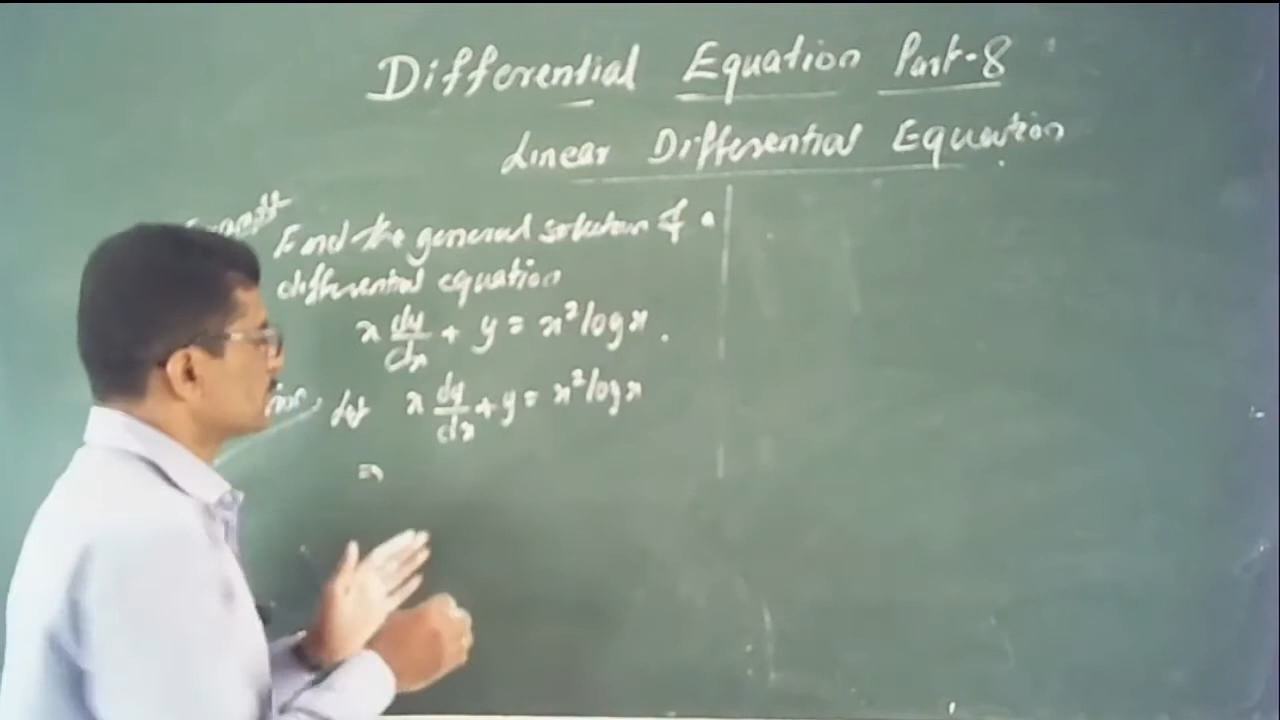 Differential Equation Part-8
Linear Differential Equation
Find the general solution of a
differential equation
x dy/dx + y = x² log x .
Let x dy/dx + y = x² log x
⇒